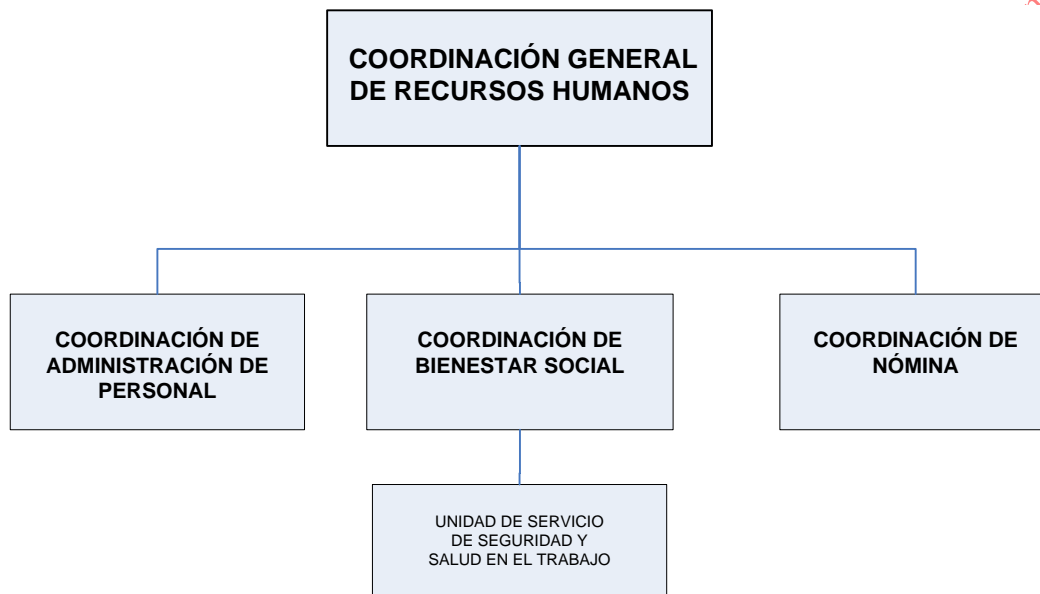 COORDINACIÓN GENERAL
DE RECURSOS HUMANOS
COORDINACIÓN DE
ADMINISTRACIÓN DE
PERSONAL
COORDINACIÓN DE
BIENESTAR SOCIAL
COORDINACIÓN DE
NÓMINA
UNIDAD DE SERVICIO
DE SEGURIDAD Y
SALUD EN EL TRABAJO